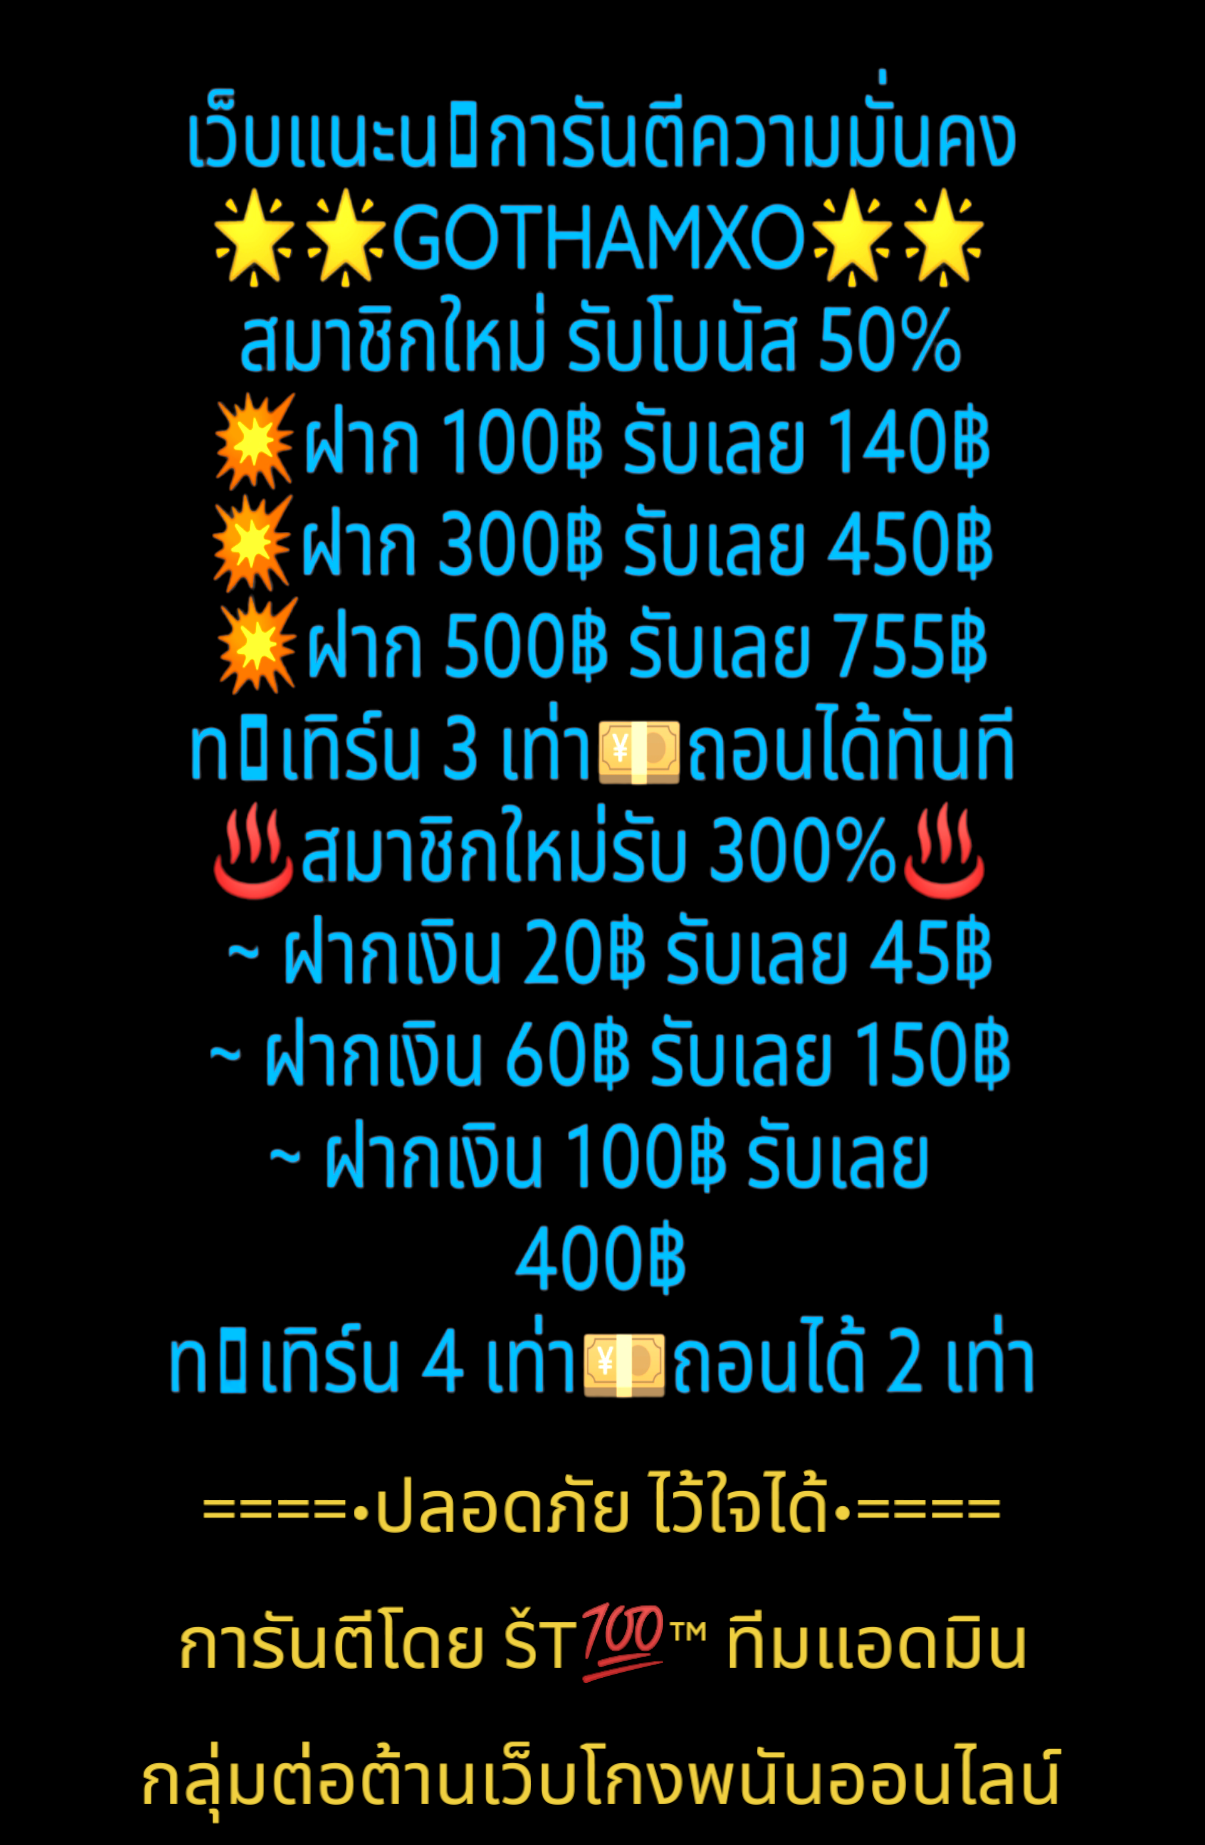 เว็บแนะน▯การันตีความมั่นคง
🌟🌟GOTHAMXO🌟🌟
สมาชิกใหม่ รับโบนัส 50%
💥ฝาก 100฿ รับเลย 140฿
💥ฝาก 300฿ รับเลย 450฿
💥ฝาก 500฿ รับเลย 755฿
ท▯เทิร์น 3 เท่า💴ถอนได้ทันที
♨️สมาชิกใหม่รับ 300%♨️
~ ฝากเงิน 20฿ รับเลย 45฿
~ ฝากเงิน 60฿ รับเลย 150฿
~ ฝากเงิน 100฿ รับเลย
400฿
ท▯เทิร์น 4 เท่า💴ถอนได้ 2 เท่า
====•ปลอดภัย ไว้ใจได้•====
การันตีโดย ŠT💯™ ทีมแอดมิน
กลุ่มต่อต้านเว็บโกงพนันออนไลน์